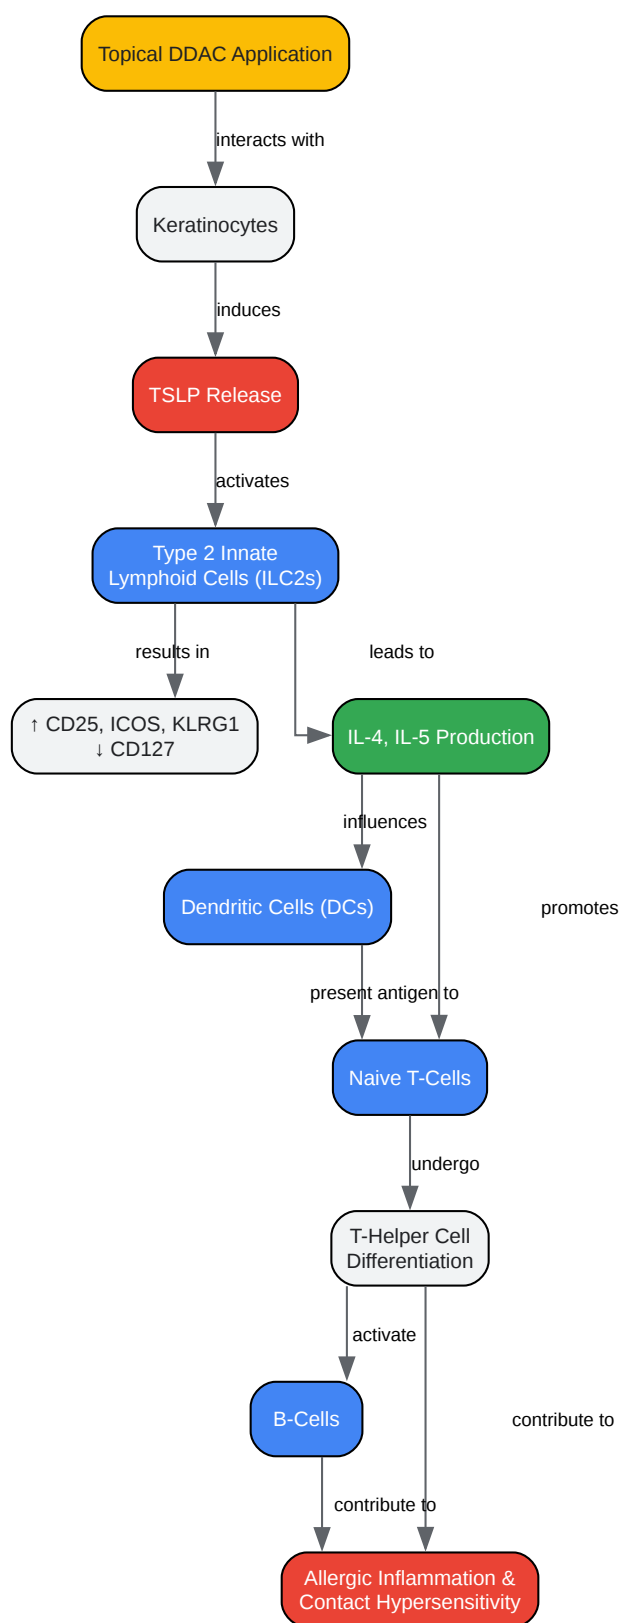 Topical DDAC Application
interacts with
Keratinocytes
induces
TSLP Release
activates
Type 2 Innate
Lymphoid Cells (ILC2s)
results in
leads to
↑ CD25, ICOS, KLRG1
↓ CD127
IL-4, IL-5 Production
influences
Dendritic Cells (DCs)
promotes
present antigen to
Naive T-Cells
undergo
T-Helper Cell
Differentiation
activate
B-Cells
contribute to
contribute to
Allergic Inflammation &
Contact Hypersensitivity